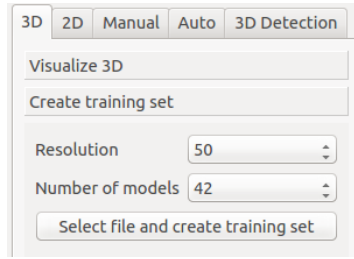 3D 2D Manual Auto 3D Detection
Visualize 3D
Create training set
Resolution 50
Number of models 42
Select file and create training set